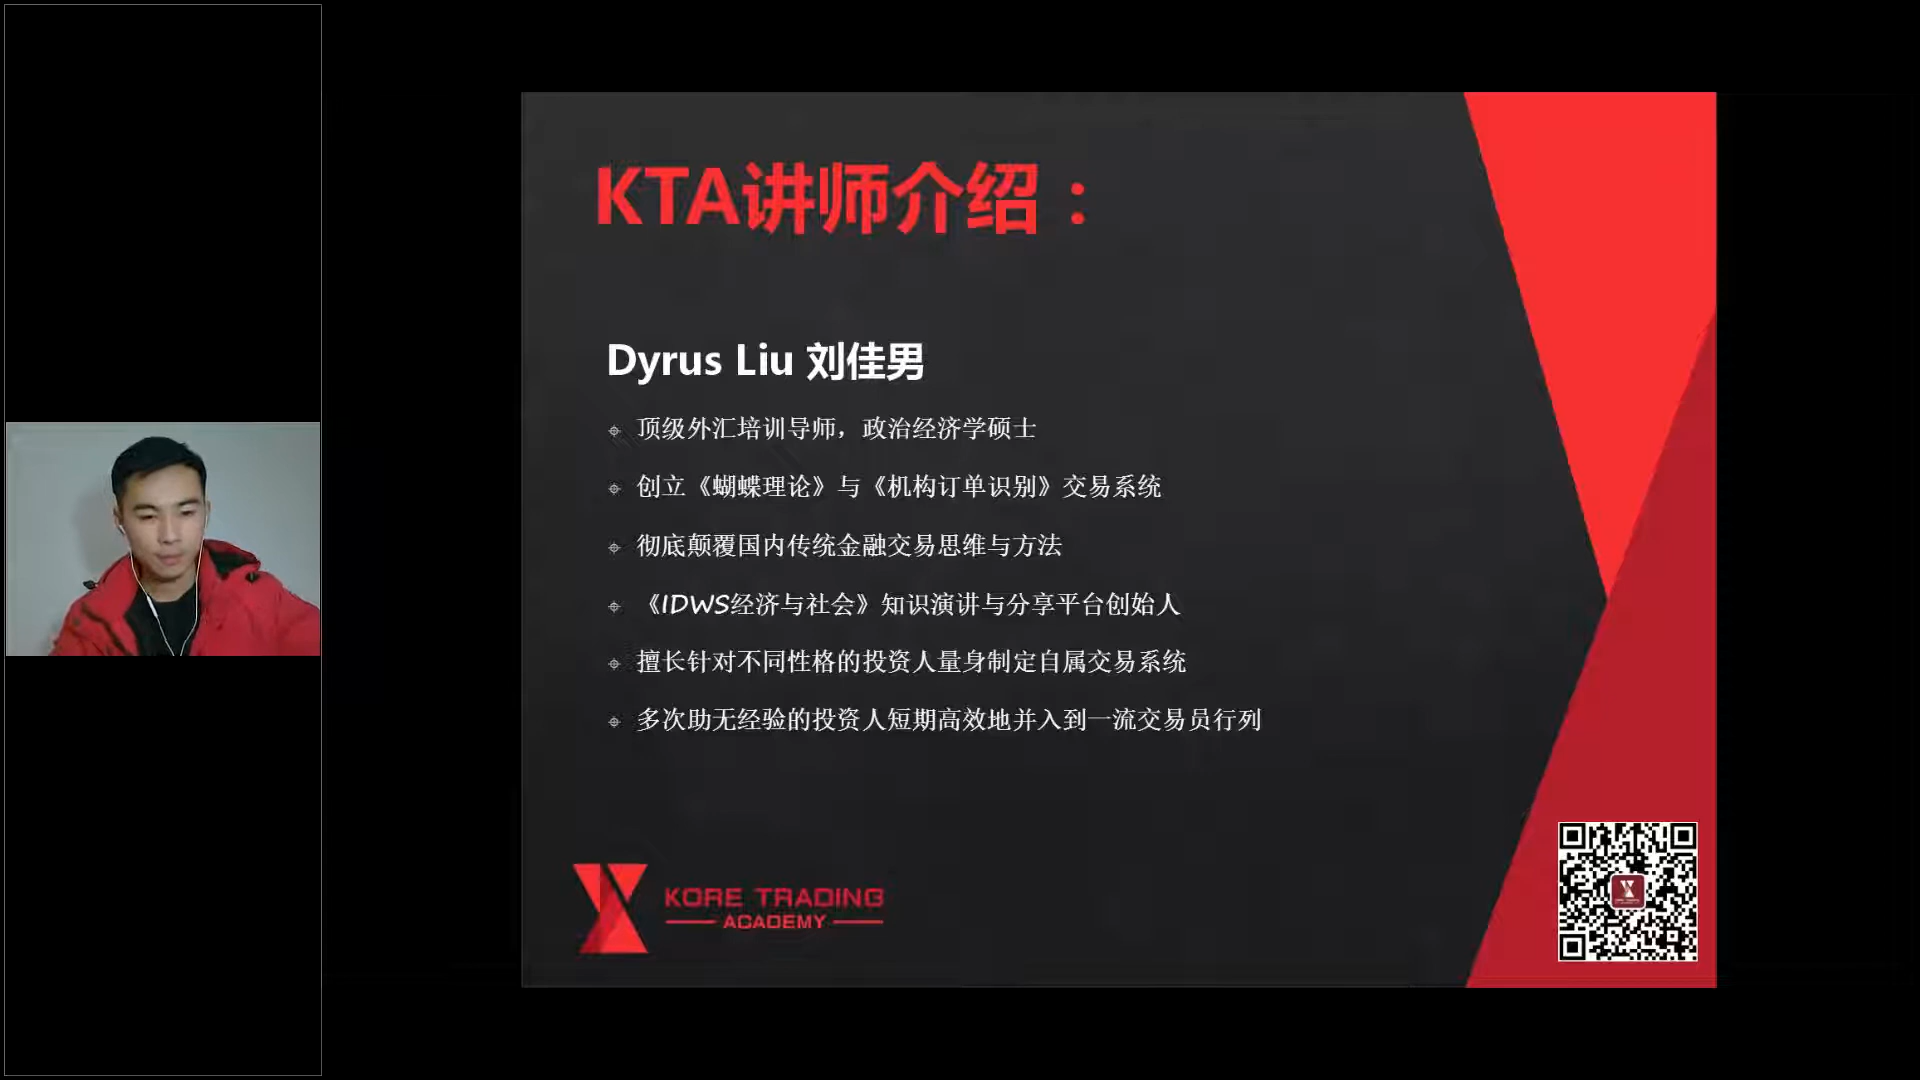 KTA讲师介绍：
Dyrus Liu 刘佳男
顶级外汇培训导师，政治经济学硕士
创立《蝴蝶理论》与《机构订单识别》交易系统
彻底颠覆国内传统金融交易思维与方法
《IDWS经济与社会》知识演讲与分享平台创始人
擅长针对不同性格的投资人量身制定自属交易系统
多次助无经验的投资人短期高效地并入到一流交易员行列
KORE TRADING
ACADEMY